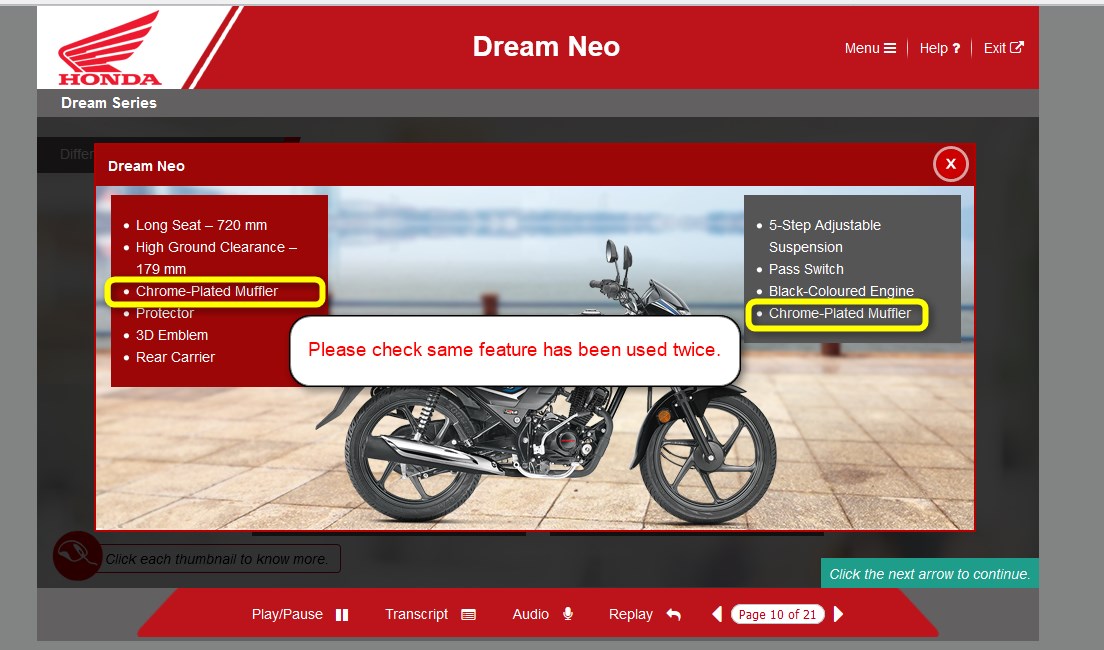 HONDA
Dream Neo
Menu
Help ?
Exit
Dream Series
Differ
Dream Neo
X
Long Seat – 720 mm
High Ground Clearance –
179 mm
Chrome-Plated Muffler
Protector
3D Emblem
Rear Carrier
5-Step Adjustable
Suspension
Pass Switch
Black-Coloured Engine
Chrome-Plated Muffler
Please check same feature has been used twice.
Click each thumbnail to know more.
Click the next arrow to continue.
Play/Pause
Transcript
Audio
Replay
Page 10 of 21